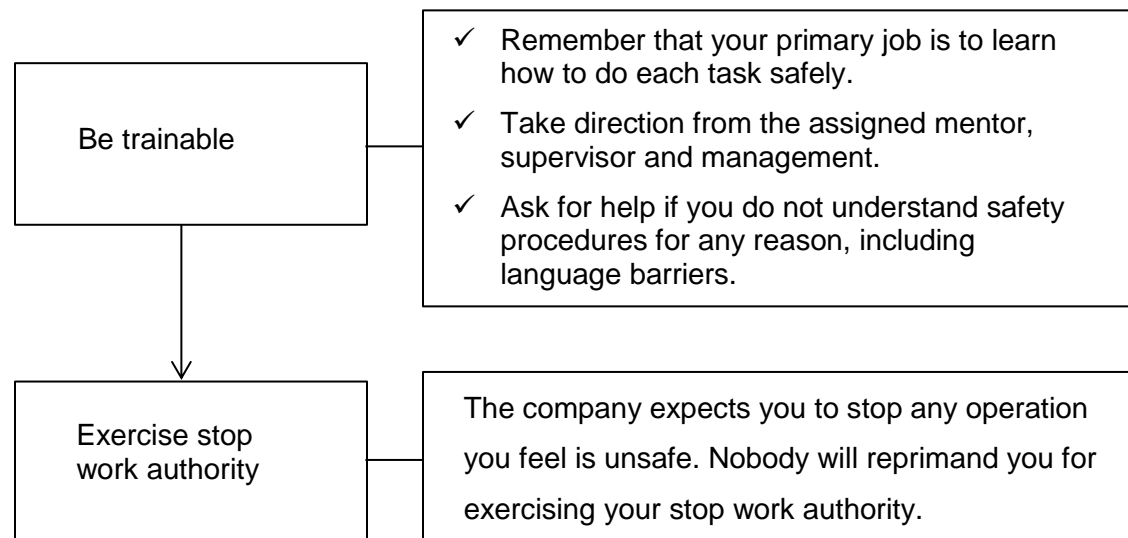 Be trainable
✓ Remember that your primary job is to learn
how to do each task safely.
✓ Take direction from the assigned mentor,
supervisor and management.
✓ Ask for help if you do not understand safety
procedures for any reason, including
language barriers.
Exercise stop
work authority
The company expects you to stop any operation
you feel is unsafe. Nobody will reprimand you for
exercising your stop work authority.